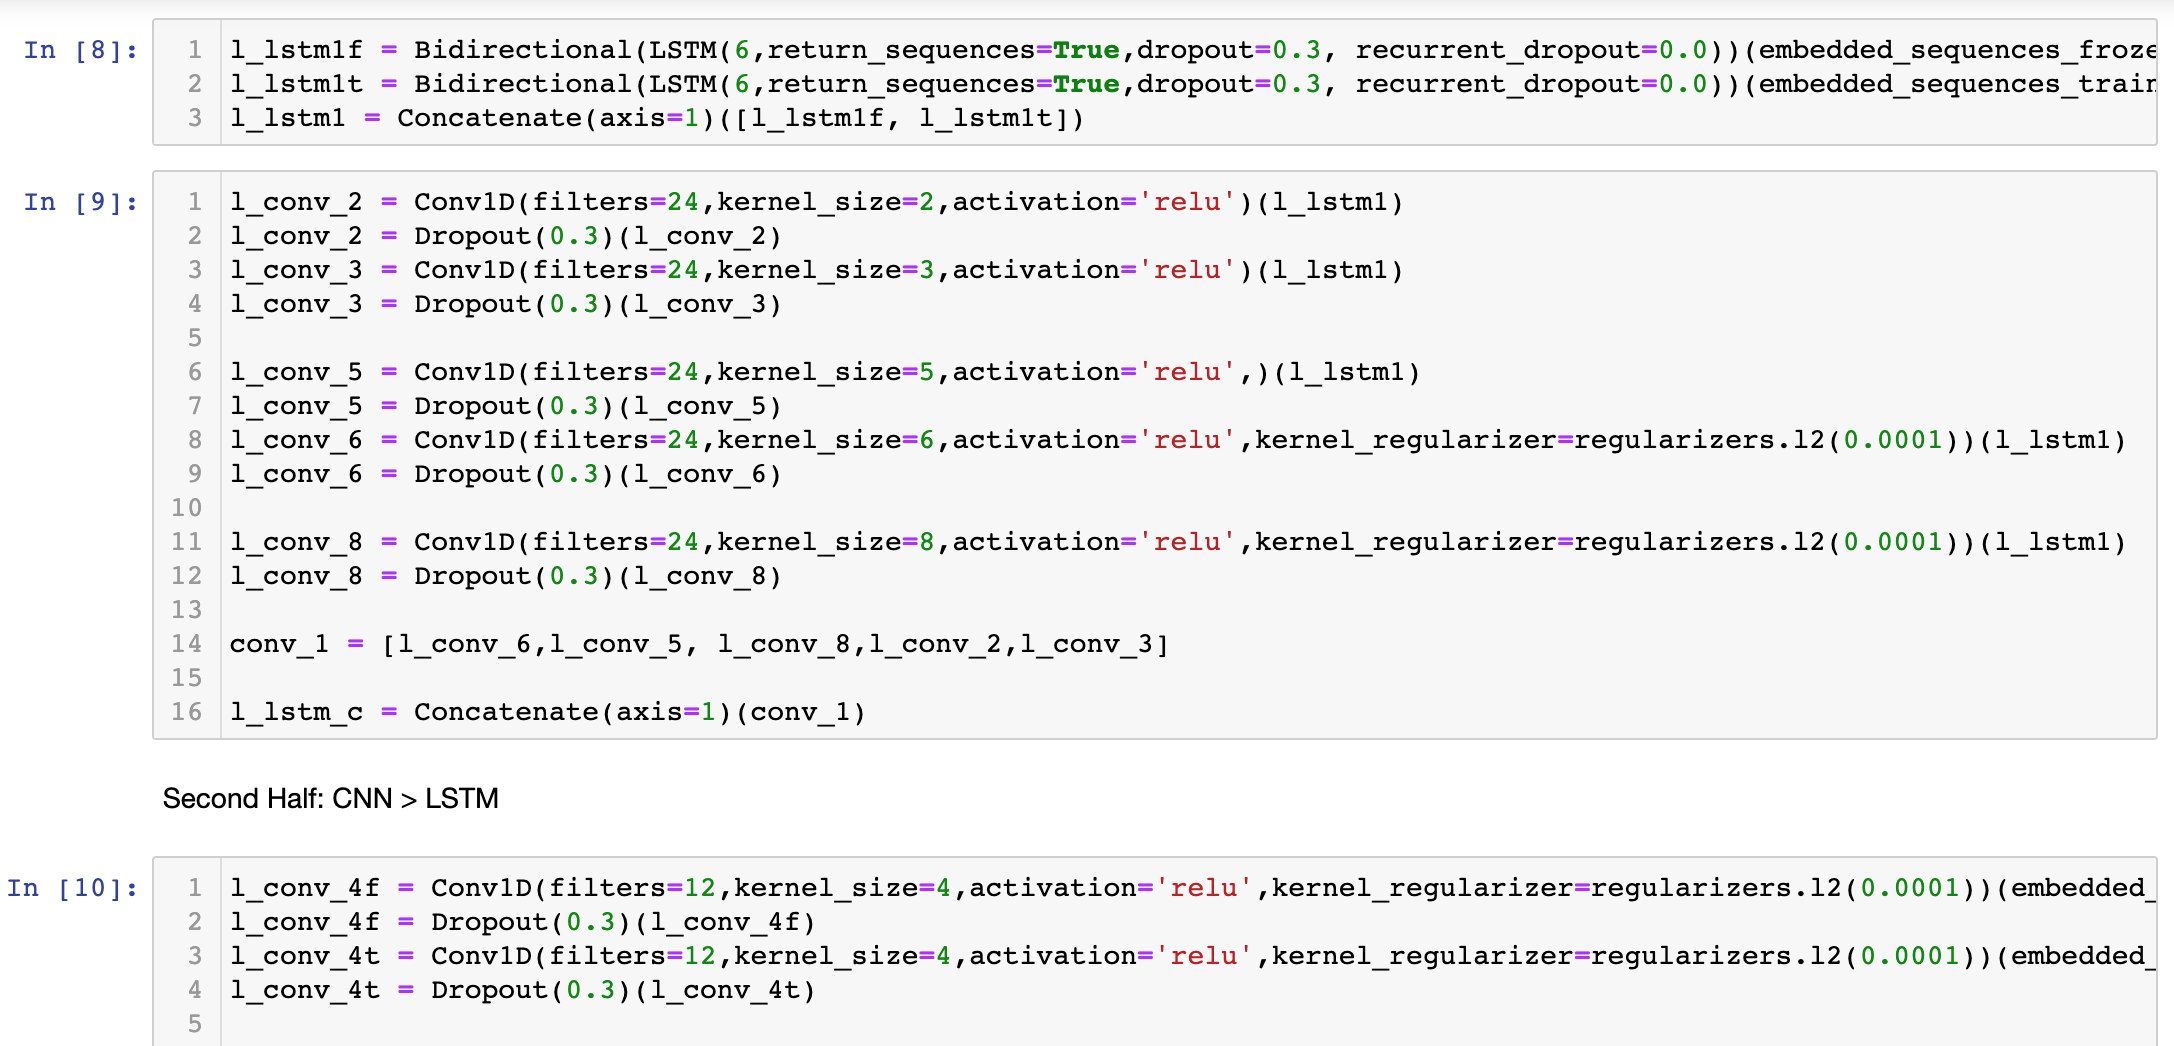 In [8]:
1 l_lstm1f = Bidirectional(LSTM(6,return_sequences=True,dropout=0.3, recurrent_dropout=0.0))(embedded_sequences_froze
2 l_lstm1t = Bidirectional(LSTM(6,return_sequences=True,dropout=0.3, recurrent_dropout=0.0))(embedded_sequences_train
3 l_lstm1 = Concatenate(axis=1)([l_lstm1f, l_lstm1t])
In [9]:
1 l_conv_2 = Conv1D(filters=24,kernel_size=2,activation='relu')(l_lstm1)
2 l_conv_2 = Dropout(0.3)(l_conv_2)
3 l_conv_3 = Conv1D(filters=24,kernel_size=3,activation='relu')(l_lstm1)
4 l_conv_3 = Dropout(0.3)(l_conv_3)
5
6 l_conv_5 = Conv1D(filters=24,kernel_size=5,activation='relu',)(l_lstm1)
7 l_conv_5 = Dropout(0.3)(l_conv_5)
8 l_conv_6 = Conv1D(filters=24,kernel_size=6,activation='relu',kernel_regularizer=regularizers.l2(0.0001))(l_lstm1)
9 l_conv_6 = Dropout(0.3)(l_conv_6)
10
11 l_conv_8 = Conv1D(filters=24,kernel_size=8,activation='relu',kernel_regularizer=regularizers.l2(0.0001))(l_lstm1)
12 l_conv_8 = Dropout(0.3)(l_conv_8)
13
14 conv_1 = [l_conv_6,l_conv_5, l_conv_8,l_conv_2,l_conv_3]
15
16 l_lstm_c = Concatenate(axis=1)(conv_1)
Second Half: CNN > LSTM
In [10]:
1 l_conv_4f = Conv1D(filters=12,kernel_size=4,activation='relu',kernel_regularizer=regularizers.l2(0.0001))(embedded_
2 l_conv_4f = Dropout(0.3)(l_conv_4f)
3 l_conv_4t = Conv1D(filters=12,kernel_size=4,activation='relu',kernel_regularizer=regularizers.l2(0.0001))(embedded_
4 l_conv_4t = Dropout(0.3)(l_conv_4t)
5